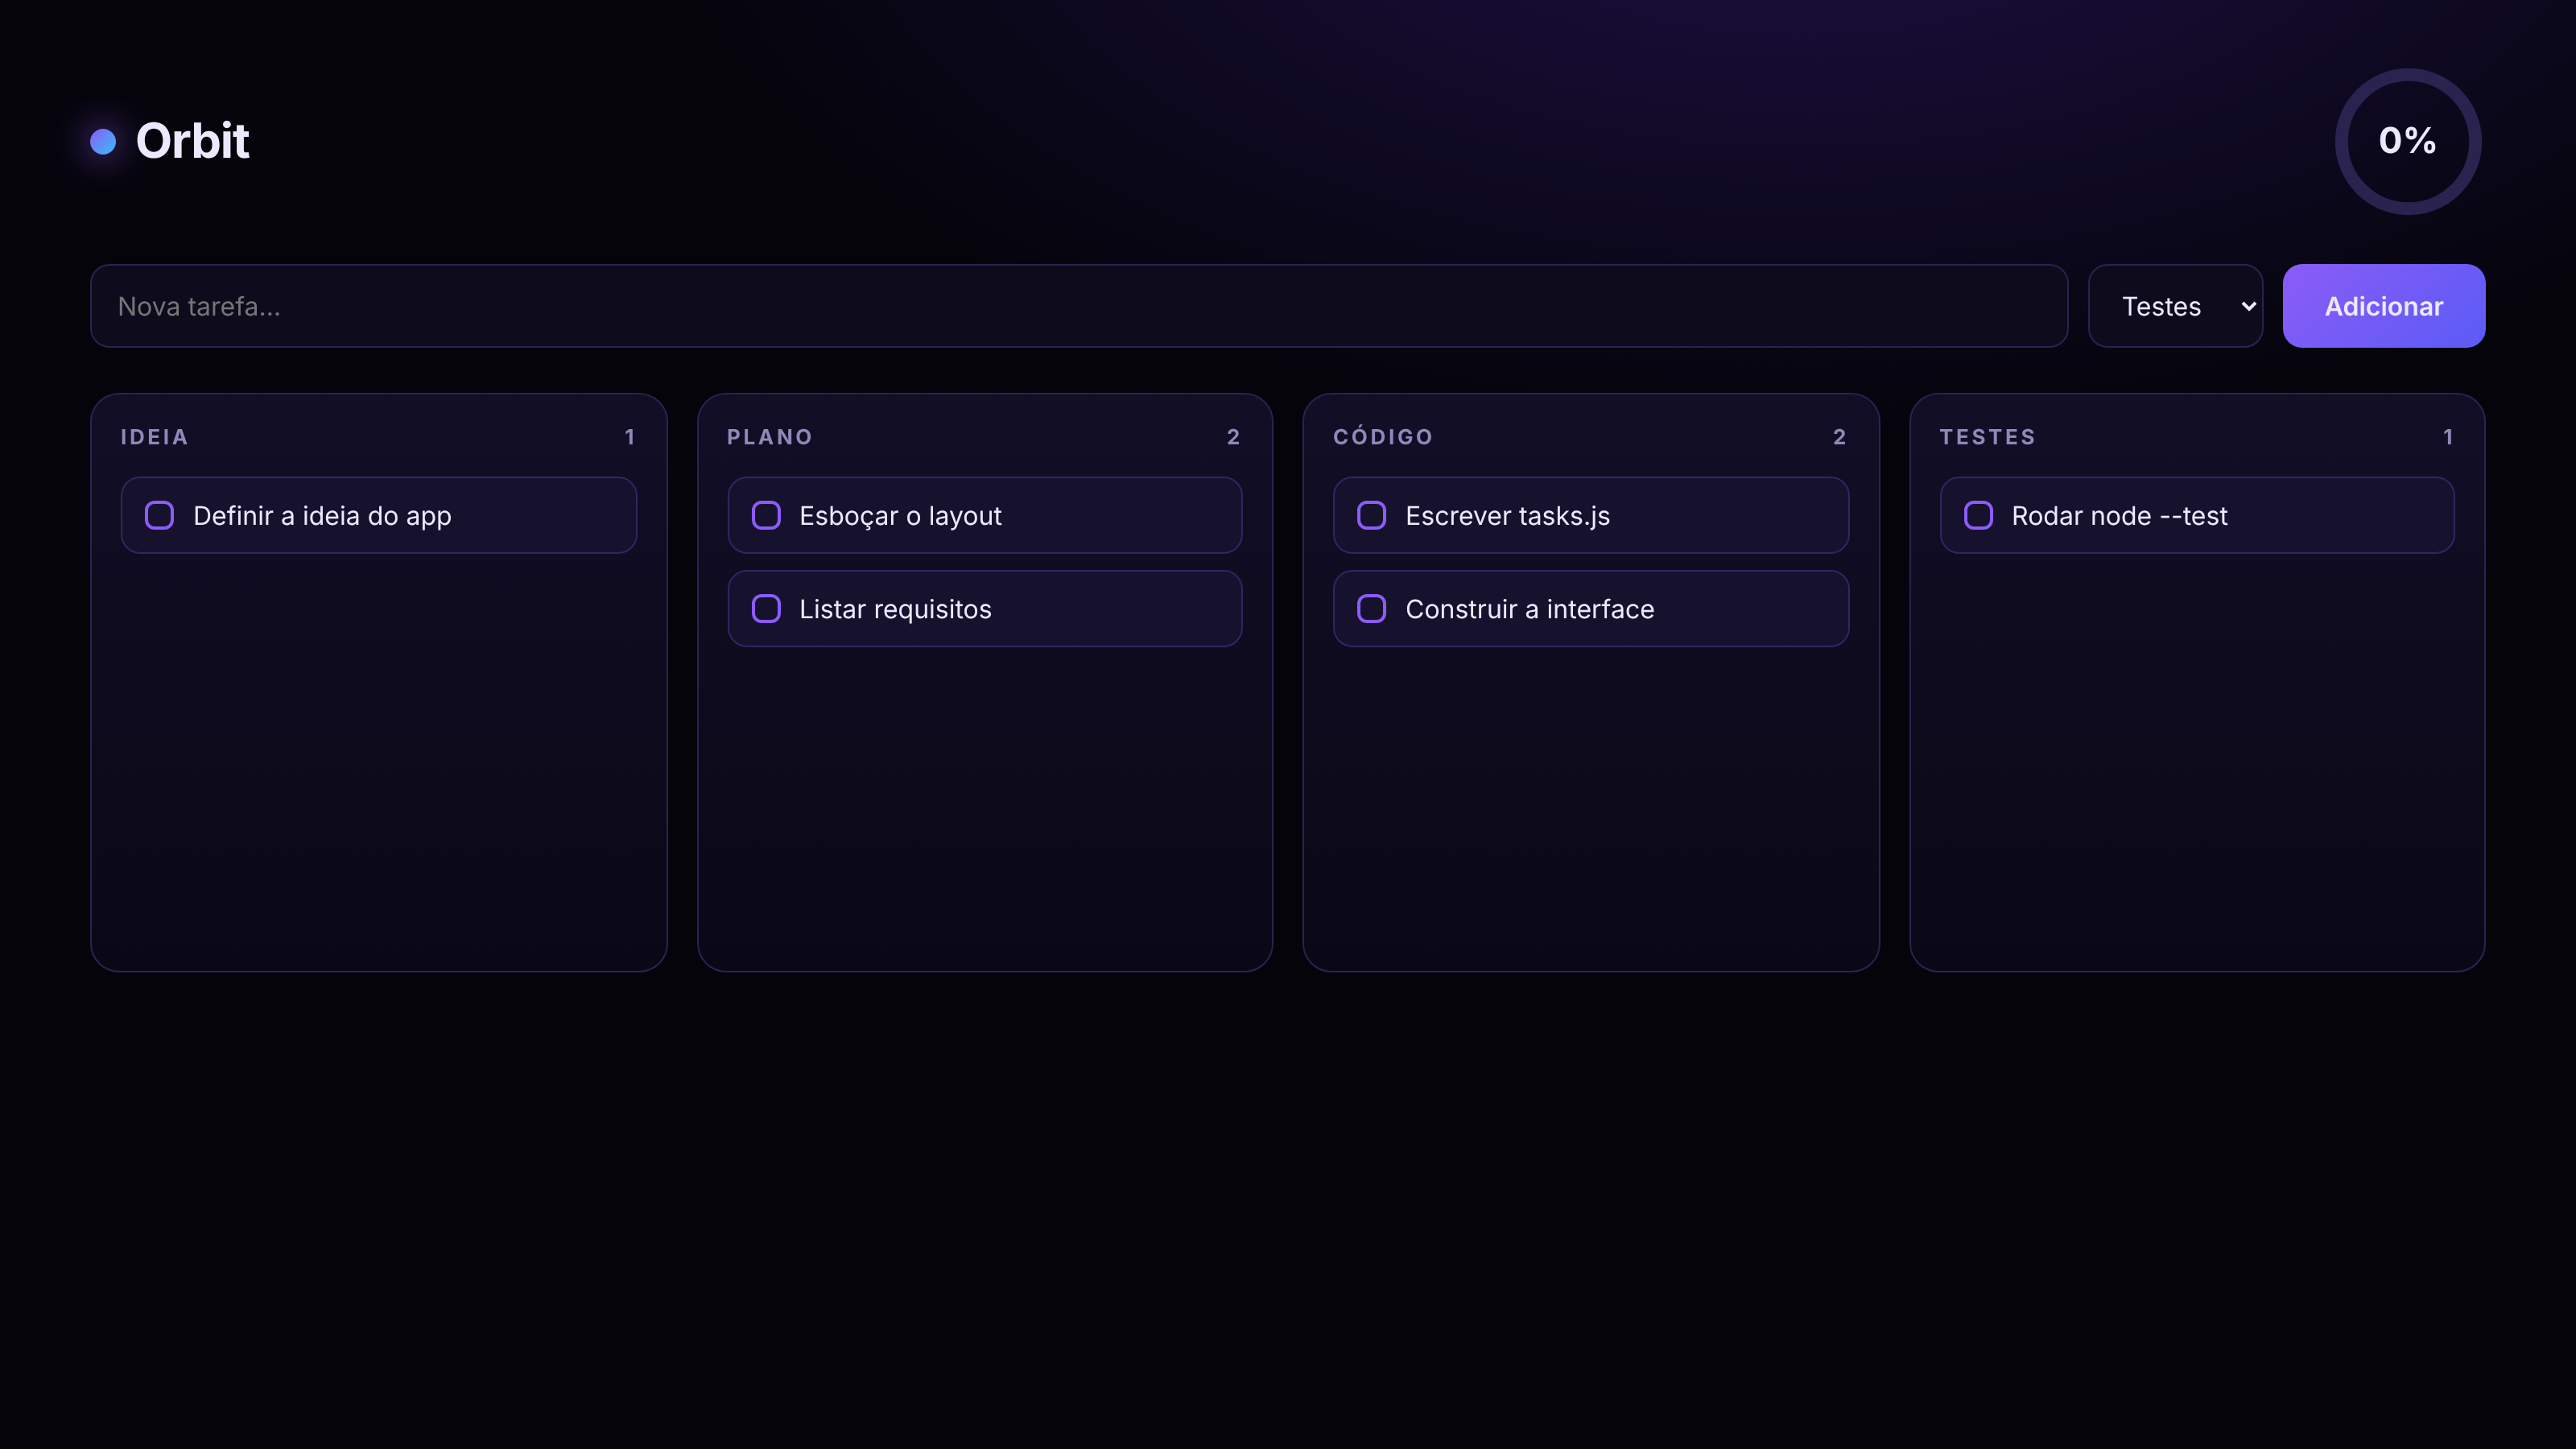 Orbit
0%
Nova tarefa...
Testes
Adicionar
IDEIA 1
Definir a ideia do app
PLANO 2
Esboçar o layout
Listar requisitos
CÓDIGO 2
Escrever tasks.js
Construir a interface
TESTES 1
Rodar node --test